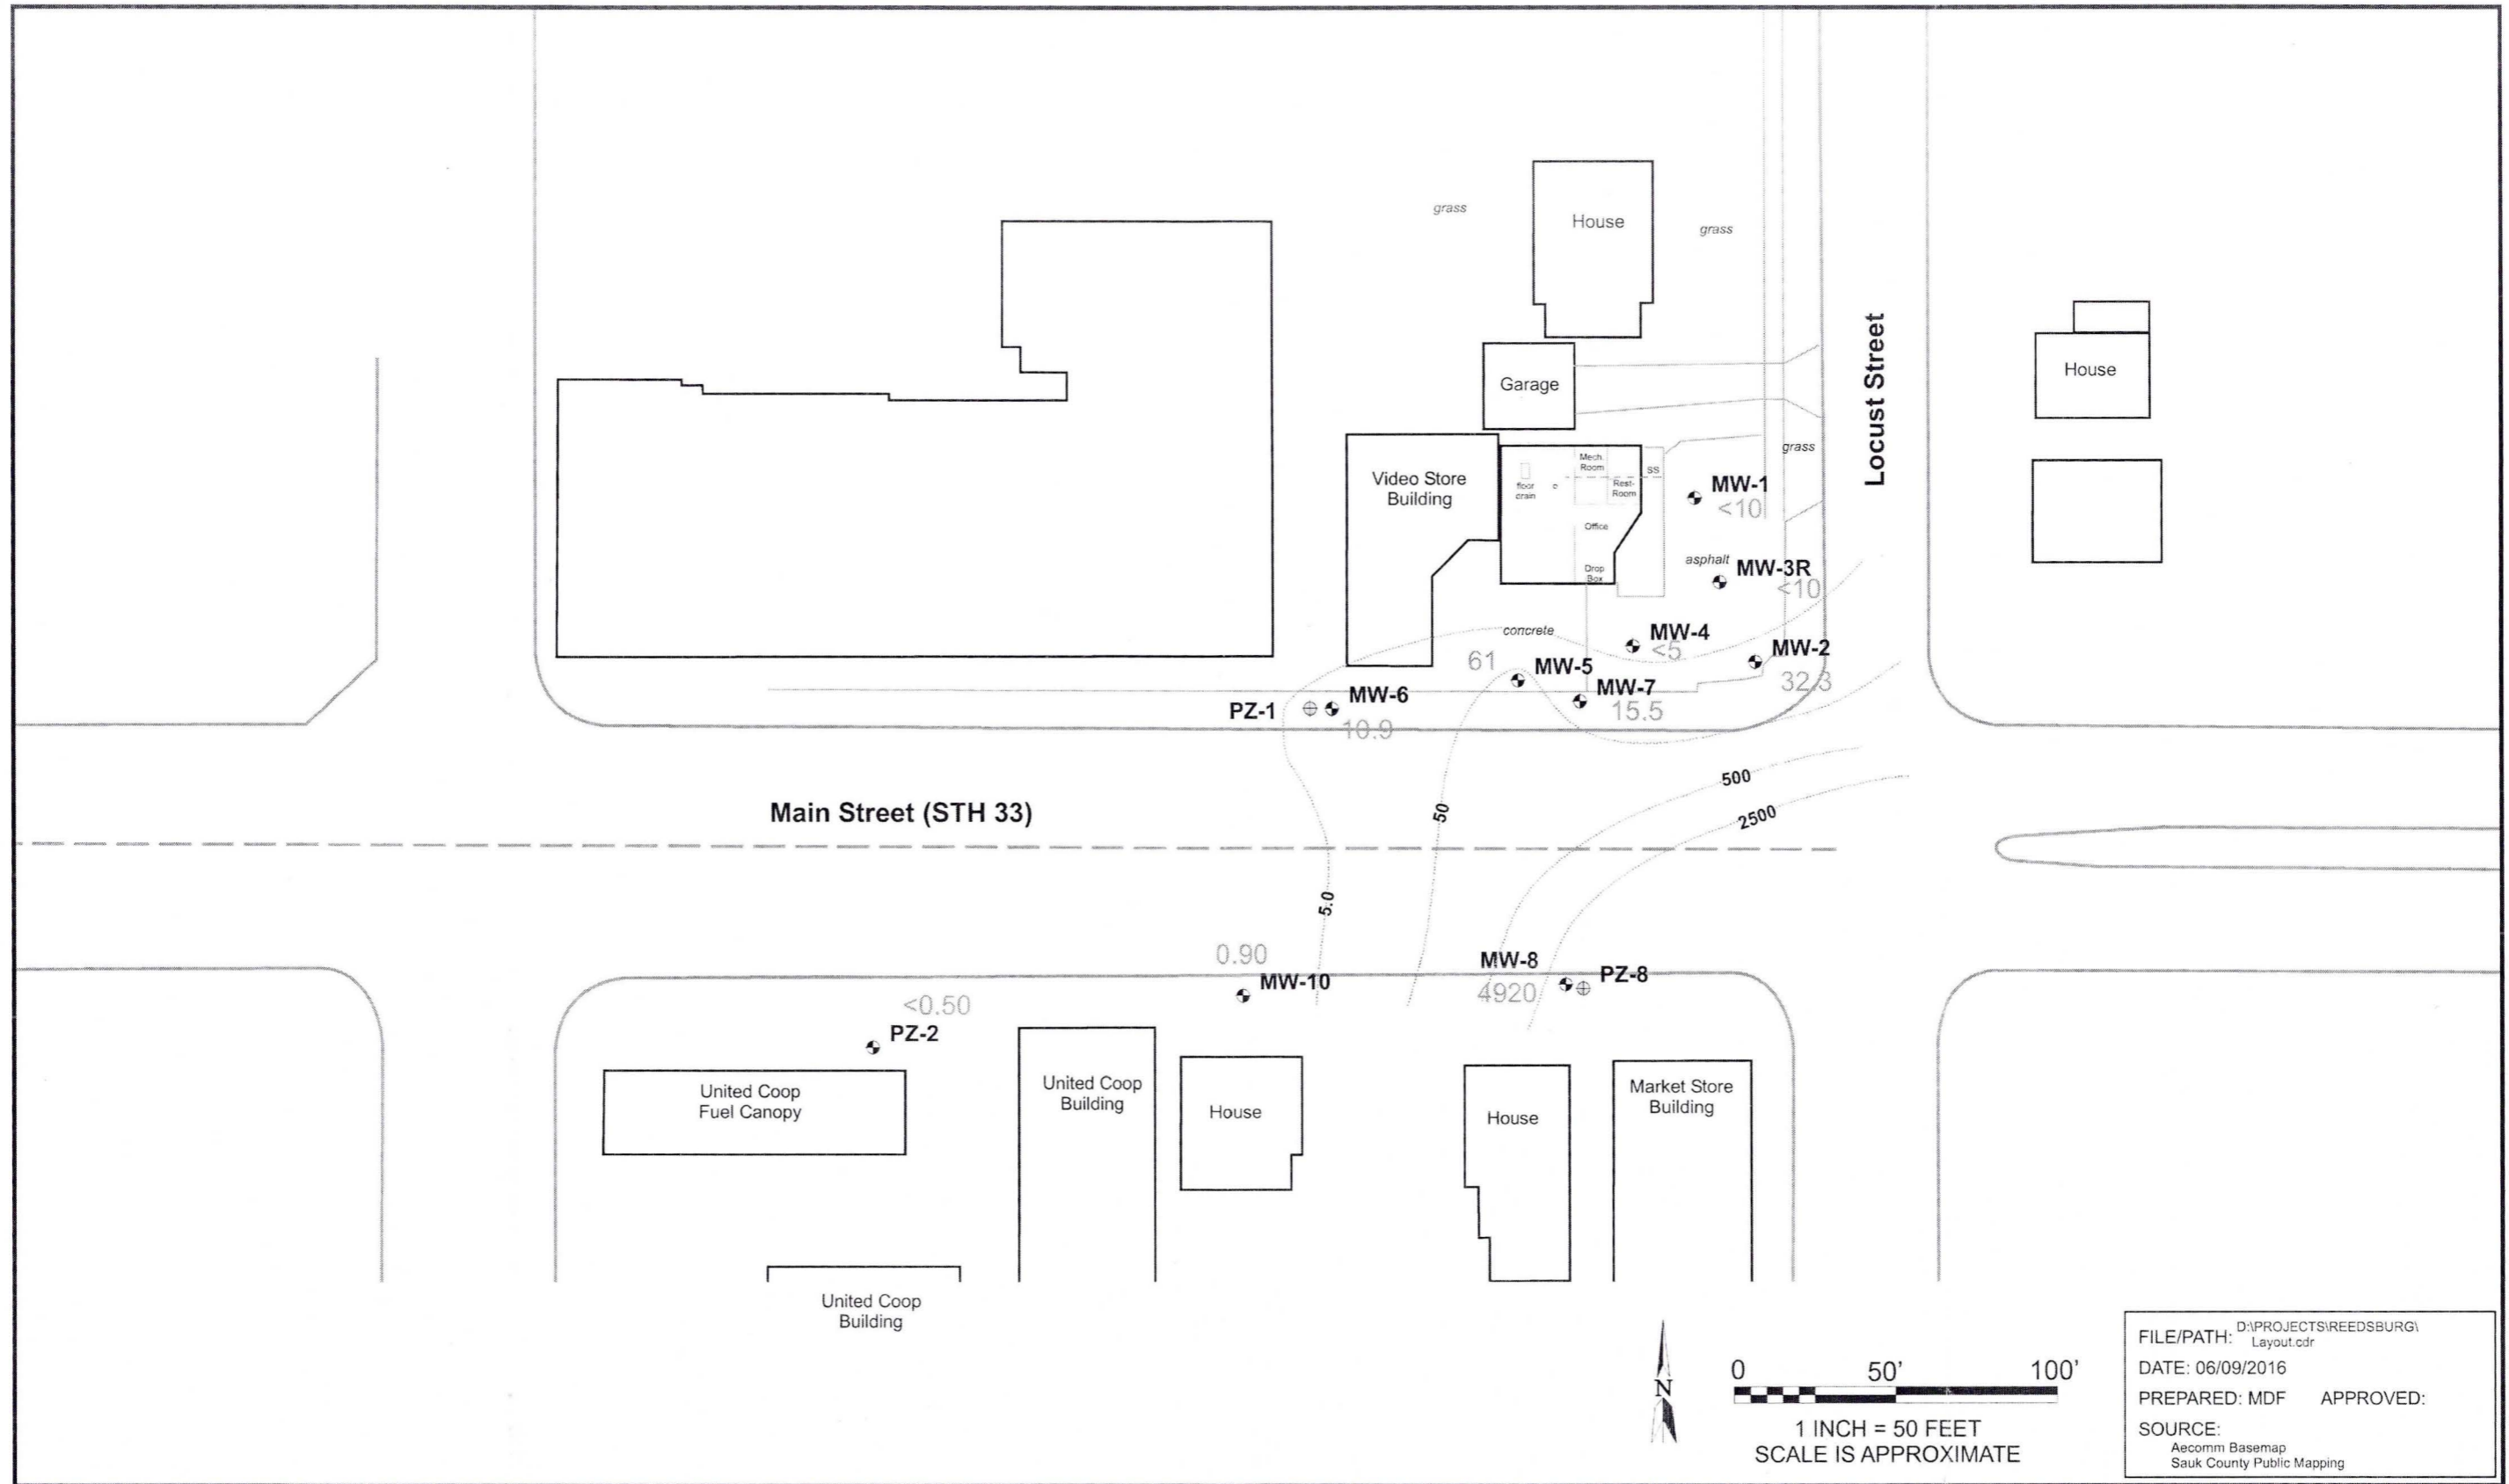 grass
House
grass
Locust Street
House
Garage
grass
Video Store
Building
Mech.
Room
SS
floor
drain
Rest-
Room
MW-1
<10
Office
asphalt
MW-3R
<10
Drop
Box
concrete
MW-4
<5
MW-2
32.3
61
MW-5
MW-7
15.5
PZ-1
MW-6
10.9
500
2500
Main Street (STH 33)
50
5.0
0.90
MW-10
MW-8
4920
PZ-8
<0.50
PZ-2
United Coop
Fuel Canopy
United Coop
Building
House
House
Market Store
Building
United Coop
Building
N
0 50' 100'
1 INCH = 50 FEET
SCALE IS APPROXIMATE
FILE/PATH: D:\PROJECTS\REEDSBURG\
Layout.cdr
DATE: 06/09/2016
PREPARED: MDF APPROVED:
SOURCE:
Aecomm Basemap
Sauk County Public Mapping